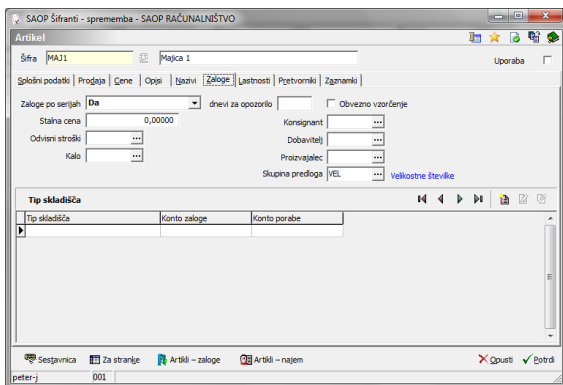 SAOP Šifranti - sprememba - SAOP RAČUNALNIŠTVO
Artikel
Šifra MAJ1 Majica 1 Uporaba
Splošni podatki Prodaja Cene Opisi Nazivi Zaloge Lastnosti Pretvorniki Zaznamki
Zaloge po serijah Da dnevi za opozorilo Obvezno vzorčenje
Stalna cena 0,00000 Konsignant ...
Odvisni stroški ... Dobavitelj ...
Kalo ... Proizvajalec ...
Skupina predloga VEL ... Velikostne številke
Tip skladišča
Tip skladišča Konto zaloge Konto porabe
Sestavnica Za stranke Artikli – zaloge Artikli – najem Opusti Potrdi
peter-j 001